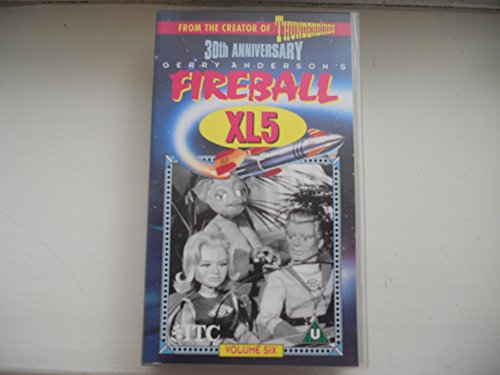 FROM THE CREATOR OF THUNDERBIRDS
30th ANNIVERSARY
GERRY ANDERSON'S
FIREBALL
XL5
ITC
U
VOLUME SIX